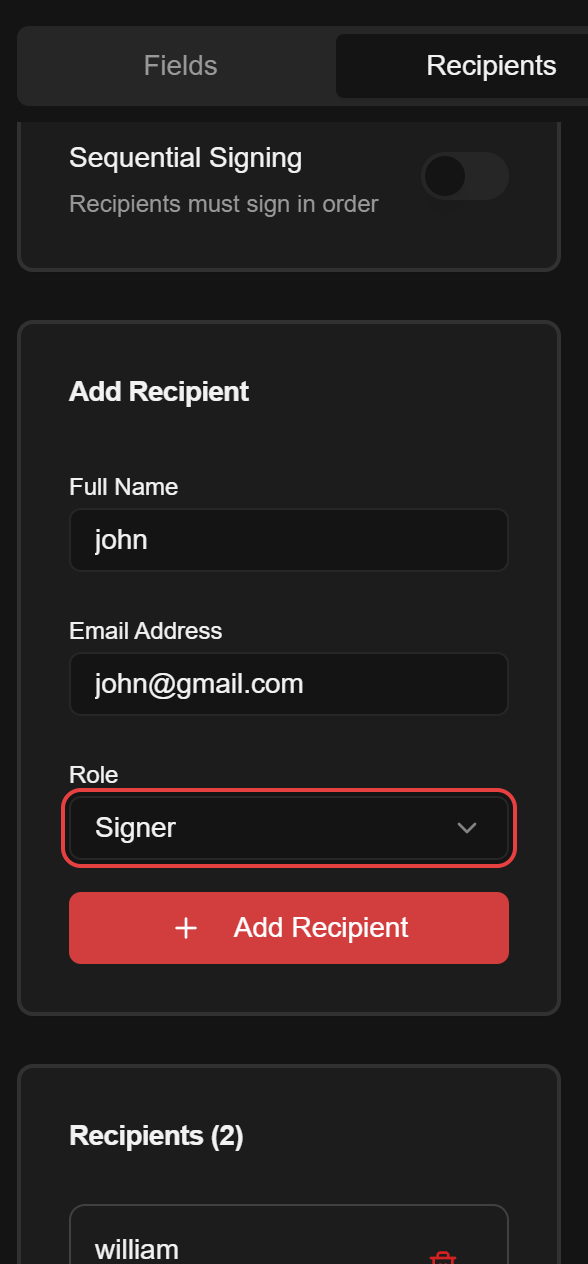 Fields
Recipients
Sequential Signing
Recipients must sign in order
Add Recipient
Full Name
john
Email Address
john@gmail.com
Role
Signer
Add Recipient
Recipients (2)
william